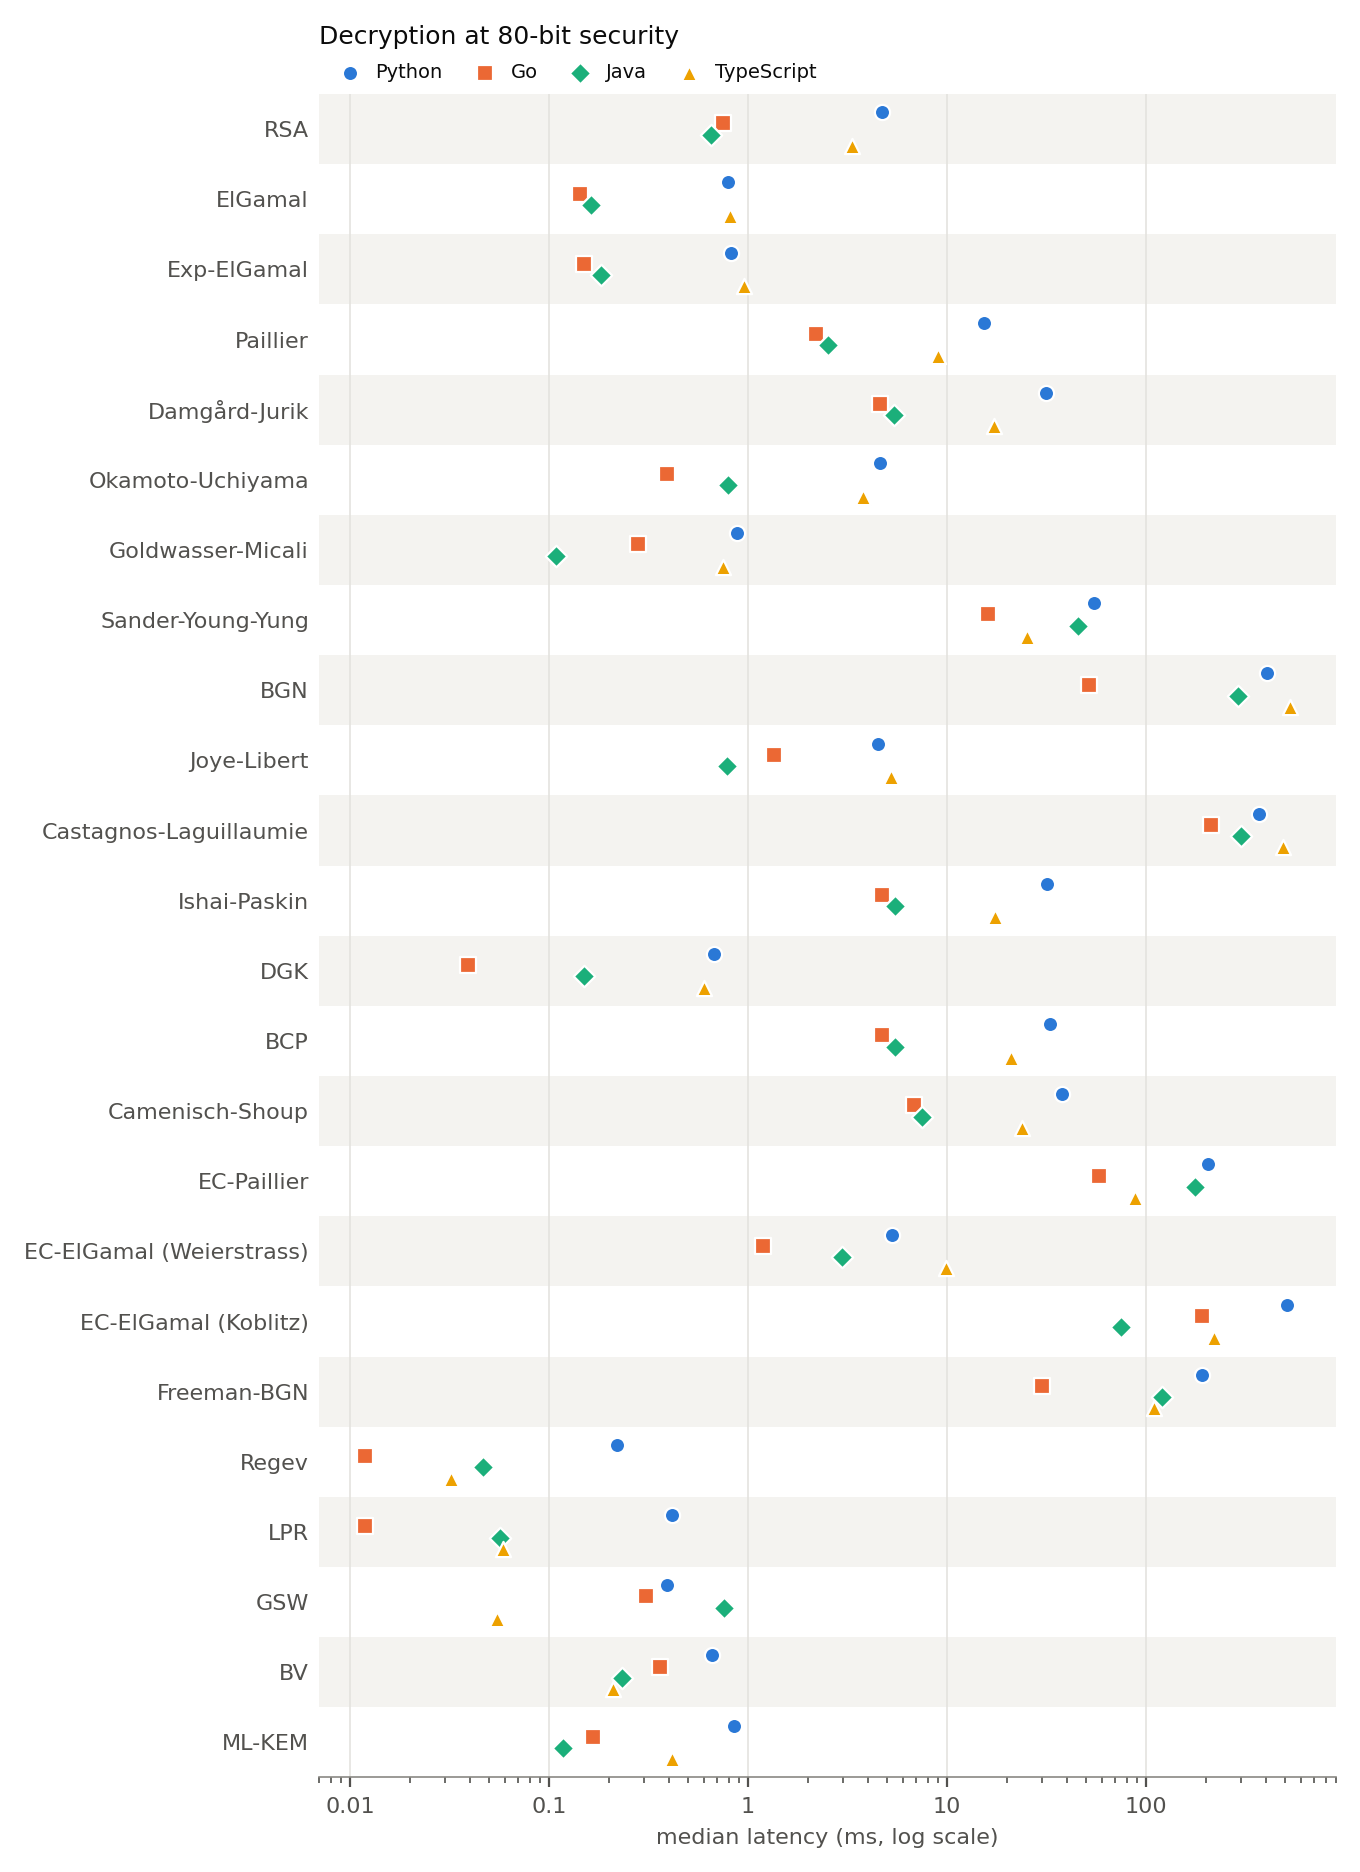 Decryption at 80-bit security
Python Go Java TypeScript
RSA
ElGamal
Exp-ElGamal
Paillier
Damgård-Jurik
Okamoto-Uchiyama
Goldwasser-Micali
Sander-Young-Yung
BGN
Joye-Libert
Castagnos-Laguillaumie
Ishai-Paskin
DGK
BCP
Camenisch-Shoup
EC-Paillier
EC-ElGamal (Weierstrass)
EC-ElGamal (Koblitz)
Freeman-BGN
Regev
LPR
GSW
BV
ML-KEM
0.01 0.1 1 10 100
median latency (ms, log scale)